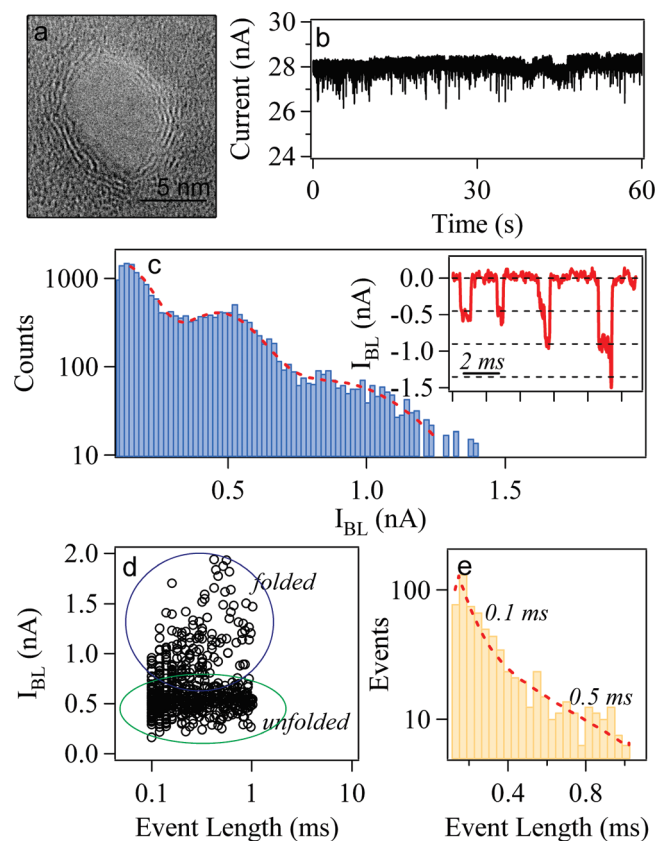 a
5 nm
b
Current (nA)
30
28
26
24
0
30
60
Time (s)
c
Counts
1000
100
10
0.5
1.0
1.5
I_BL (nA)
I_BL (nA)
0.0
-0.5
-1.0
-1.5
2 ms
d
I_BL (nA)
2.0
1.5
1.0
0.5
0.0
folded
unfolded
0.1
1
10
Event Length (ms)
e
Events
100
10
0.1 ms
0.5 ms
0.4
0.8
Event Length (ms)